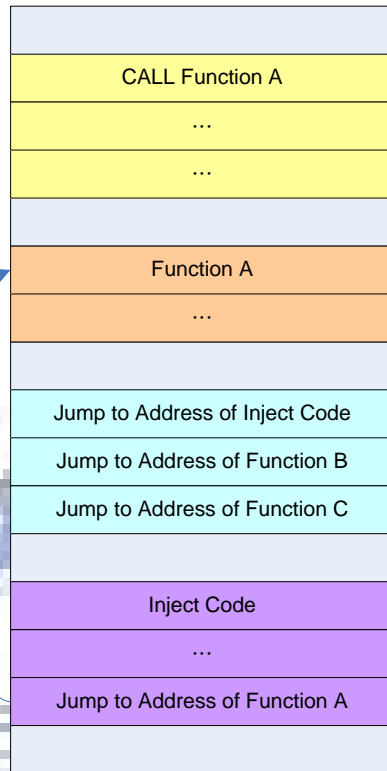 CALL Function A
...
...
Function A
...
Jump to Address of Inject Code
Jump to Address of Function B
Jump to Address of Function C
Inject Code
...
Jump to Address of Function A